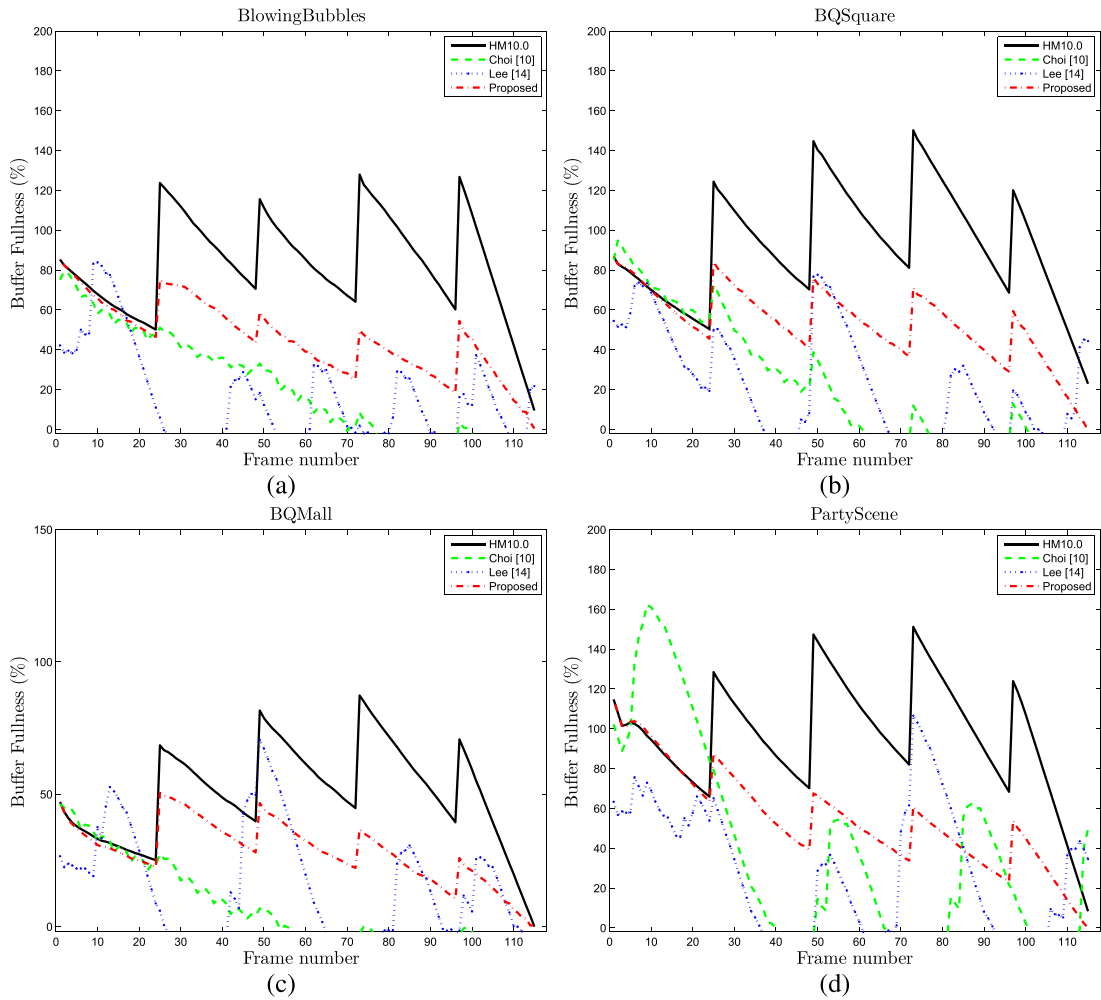 BlowingBubbles
200
180
160
140
120
100
80
60
40
20
0
Buffer Fullness (%)
HM10.0
Choi [10]
Lee [14]
Proposed
0 10 20 30 40 50 60 70 80 90 100 110
Frame number
(a)
BQSquare
200
180
160
140
120
100
80
60
40
20
0
Buffer Fullness (%)
HM10.0
Choi [10]
Lee [14]
Proposed
0 10 20 30 40 50 60 70 80 90 100 110
Frame number
(b)
BQMall
150
100
50
0
Buffer Fullness (%)
HM10.0
Choi [10]
Lee [14]
Proposed
0 10 20 30 40 50 60 70 80 90 100 110
Frame number
(c)
PartyScene
200
180
160
140
120
100
80
60
40
20
0
Buffer Fullness (%)
HM10.0
Choi [10]
Lee [14]
Proposed
0 10 20 30 40 50 60 70 80 90 100 110
Frame number
(d)